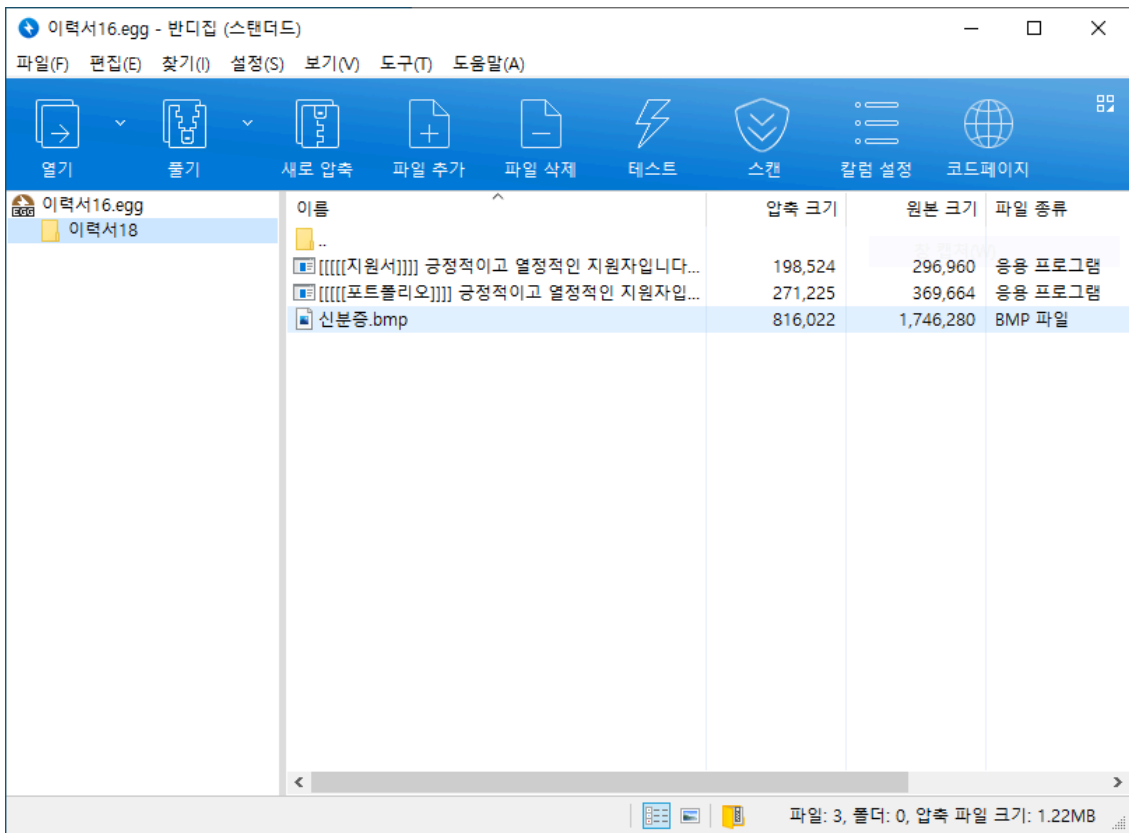 이력서16.egg - 반디집 (스탠더드)
파일(F) 편집(E) 찾기(I) 설정(S) 보기(V) 도구(T) 도움말(A)
열기 풀기 새로 압축 파일 추가 파일 삭제 테스트 스캔 칼럼 설정 코드페이지
이력서16.egg
이력서18
이름 압축 크기 원본 크기 파일 종류
..
[[[[[지원서]]]] 긍정적이고 열정적인 지원자입니다... 198,524 296,960 응용 프로그램
[[[[[포트폴리오]]]] 긍정적이고 열정적인 지원자입... 271,225 369,664 응용 프로그램
신분증.bmp 816,022 1,746,280 BMP 파일
파일: 3, 폴더: 0, 압축 파일 크기: 1.22MB